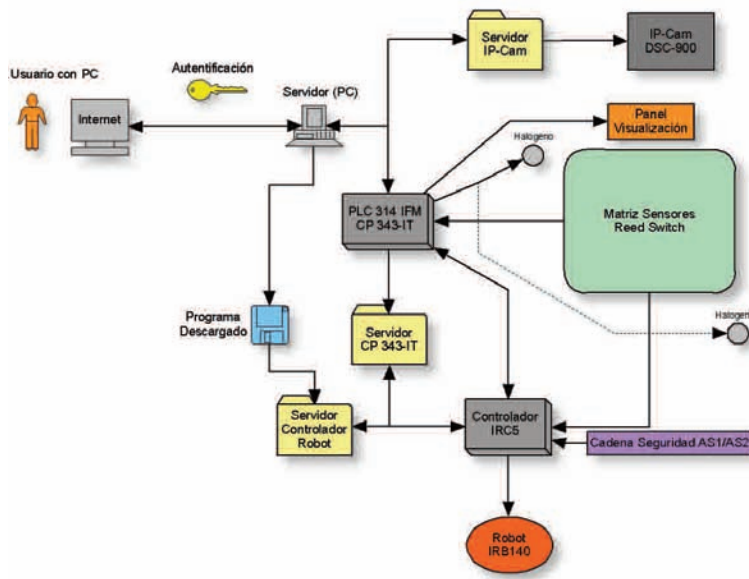 Servidor
IP-Cam
IP-Cam
DSC-900
Usuario con PC
Autentificación
Servidor (PC)
Internet
Panel
Visualización
Halogeno
PLC 314 IFM
CP 343-IT
Matriz Sensores
Reed Switch
Programa
Descargado
Servidor
CP 343-IT
Halogeno
Servidor
Controlador
Robot
Controlador
IRC5
Cadena Seguridad AS1/AS2
Robot
IRB140